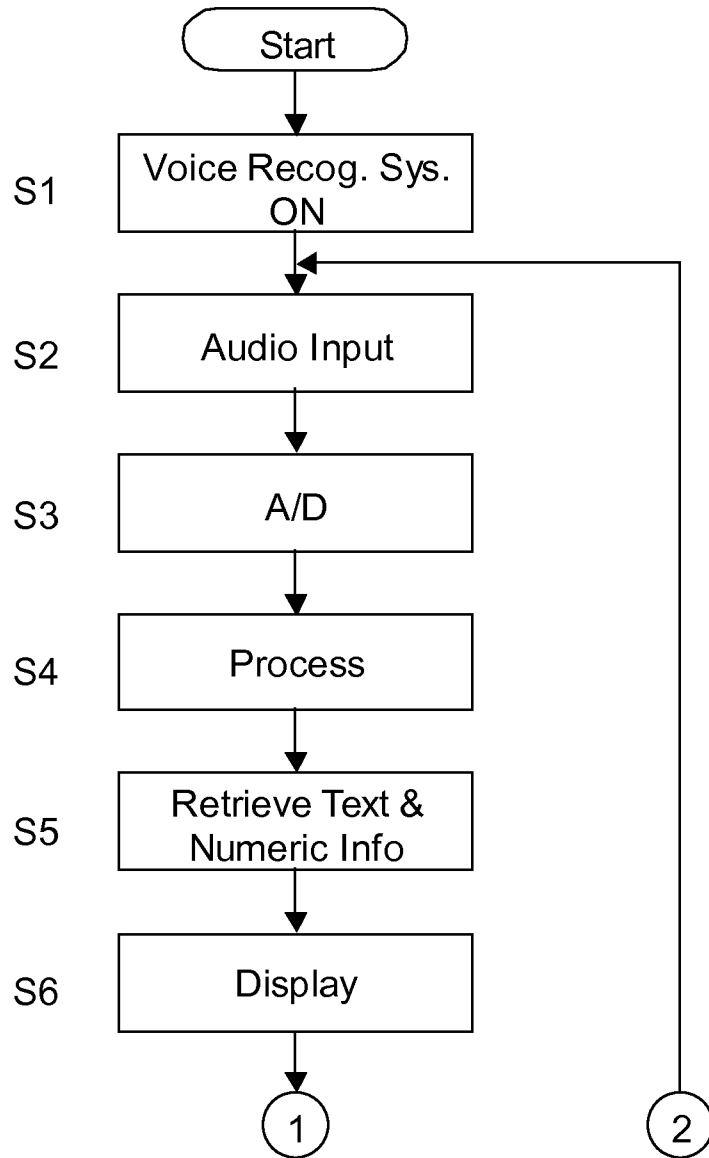 Start
S1
Voice Recog. Sys.
ON
S2
Audio Input
S3
A/D
S4
Process
S5
Retrieve Text &
Numeric Info
S6
Display
1
2